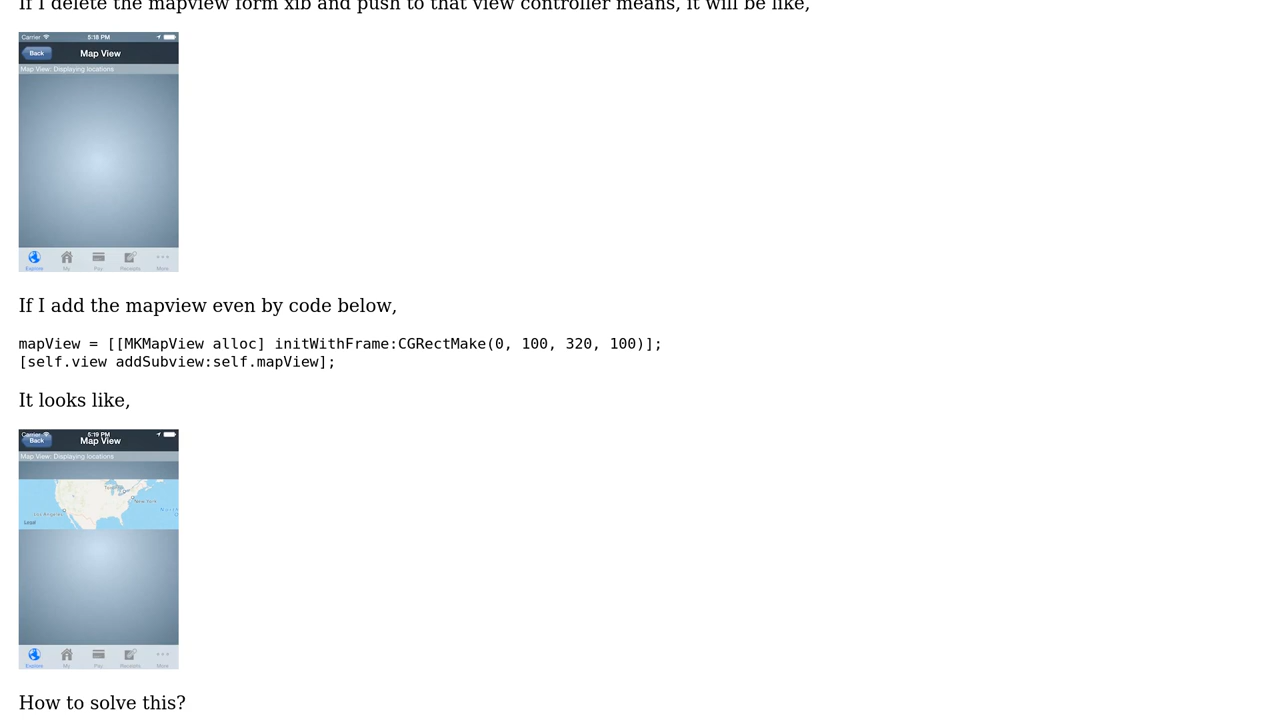 If I delete the mapview form xib and push to that view controller means, it will be like,
Carrier 5:18 PM
Back Map View
Map View: Displaying locations
Explore My Pay Receipts More
If I add the mapview even by code below,
mapView = [[MKMapView alloc] initWithFrame:CGRectMake(0, 100, 320, 100)];
[self.view addSubview:self.mapView];
It looks like,
Carrier 5:19 PM
Back Map View
Map View: Displaying locations
New York
Los Angeles
Legal
Explore My Pay Receipts More
How to solve this?